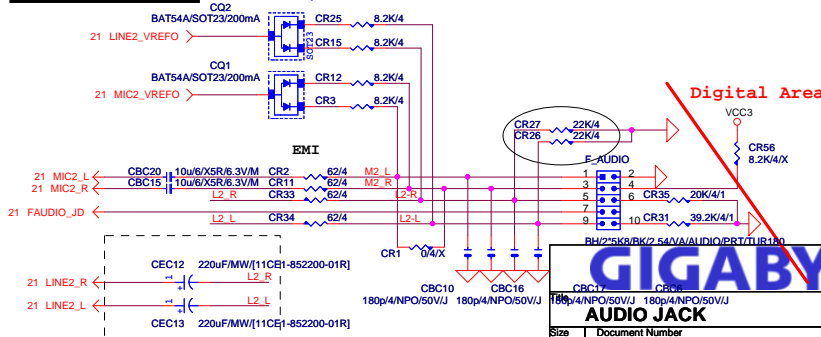 CQ2
BAT54A/SOT23/200mA
CR25 8.2K/4
21 LINE2_VREFO
SOT23
CR15 8.2K/4
CQ1
BAT54A/SOT23/200mA
CR12 8.2K/4
21 MIC2_VREFO
CR3 8.2K/4
Digital Area
VCC3
CR27 22K/4
CR26 22K/4
CR56
8.2K/4/X
EMI
F_AUDIO
CBC20 10u/6/X5R/6.3V/M CR2 62/4 M2_L
21 MIC2_L
1 2
CBC15 10u/6/X5R/6.3V/M CR11 62/4 M2_R
21 MIC2_R
3 4
L2_R CR33 62/4 L2-R
5 6 CR35 20K/4/1
21 FAUDIO_JD
7
L2_L CR34 62/4 L2-L
9 10 CR31 39.2K/4/1
BH/2*5K8/BK/2.54/VA/AUDIO/PRT/TUR180
CR1 0/4/X
GIGABY
CEC12 220uF/MW/[11CE1-852200-01R]
1
21 LINE2_R L2_R
CBC10 CBC16 CBC17 CBC6
180p/4/NPO/50V/J 180p/4/NPO/50V/J 180p/4/NPO/50V/J 180p/4/NPO/50V/J
Title
1
21 LINE2_L L2_L
AUDIO JACK
CEC13 220uF/MW/[11CE1-852200-01R]
Size Document Number